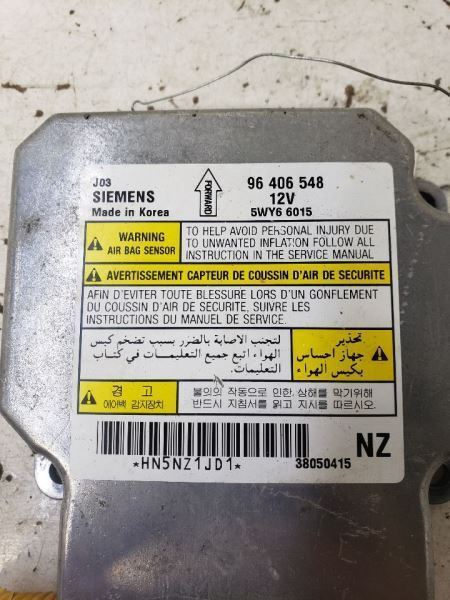 J03
SIEMENS
Made in Korea
FORWARD
96 406 548
12V
5WY6 6015
WARNING
AIR BAG SENSOR
TO HELP AVOID PERSONAL INJURY DUE
TO UNWANTED INFLATION FOLLOW ALL
INSTRUCTION IN THE SERVICE MANUAL
AVERTISSEMENT CAPTEUR DE COUSSIN D'AIR DE SECURITE
AFIN D'EVITER TOUTE BLESSURE LORS D'UN GONFLEMENT
DU COUSSIN D'AIR DE SECURITE, SUIVRE LES
INSTRUCTIONS DU MANUEL DE SERVICE.
تحذير
جهاز احساس
بكيس الهواء
لتجنب الاصابة بالضرر بسبب تضخم كيس
الهواء اتبع جميع التعليمات في كتاب
التعليمات.
경 고
에어백 감지장치
불의의 작동으로 인한 상해를 막기위해
반드시 지침서를 읽고 지시를 따르시오.
*HN5NZ1JD1*
NZ
38050415